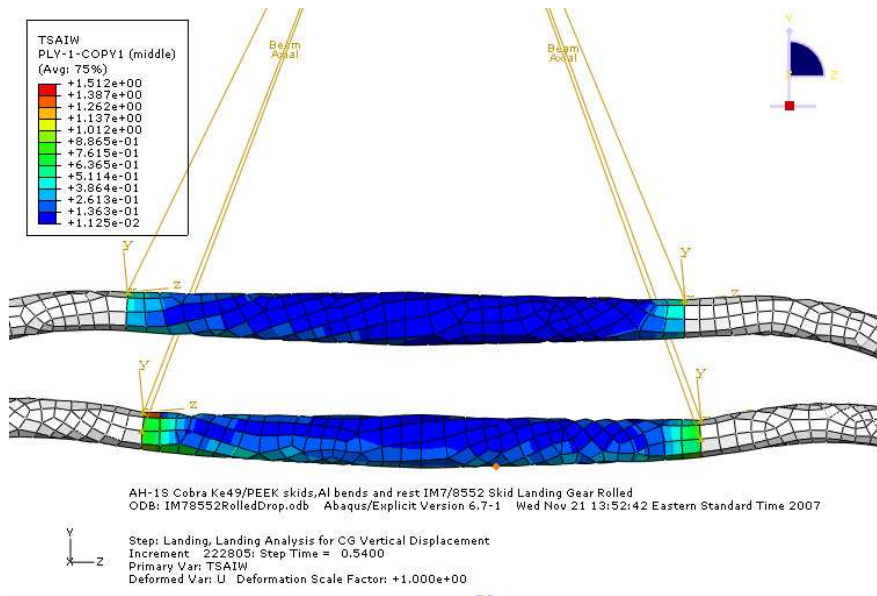 TSAIW
PLY-1-COPY1 (middle)
(Avg: 75%)
+1.512e+00
+1.387e+00
+1.262e+00
+1.137e+00
+1.012e+00
+8.865e-01
+7.615e-01
+6.365e-01
+5.114e-01
+3.864e-01
+2.613e-01
+1.363e-01
+1.125e-02
Beam
Axial
Beam
Axial
Y
Z
Y
z
Y
z
Y
z
Y
AH-1S Cobra Ke49/PEEK skids,Al bends and rest IM7/8552 Skid Landing Gear Rolled
ODB: IM78552RolledDrop.odb Abaqus/Explicit Version 6.7-1 Wed Nov 21 13:52:42 Eastern Standard Time 2007
Y
X
Z
Step: Landing, Landing Analysis for CG Vertical Displacement
Increment 222805: Step Time = 0.5400
Primary Var: TSAIW
Deformed Var: U Deformation Scale Factor: +1.000e+00